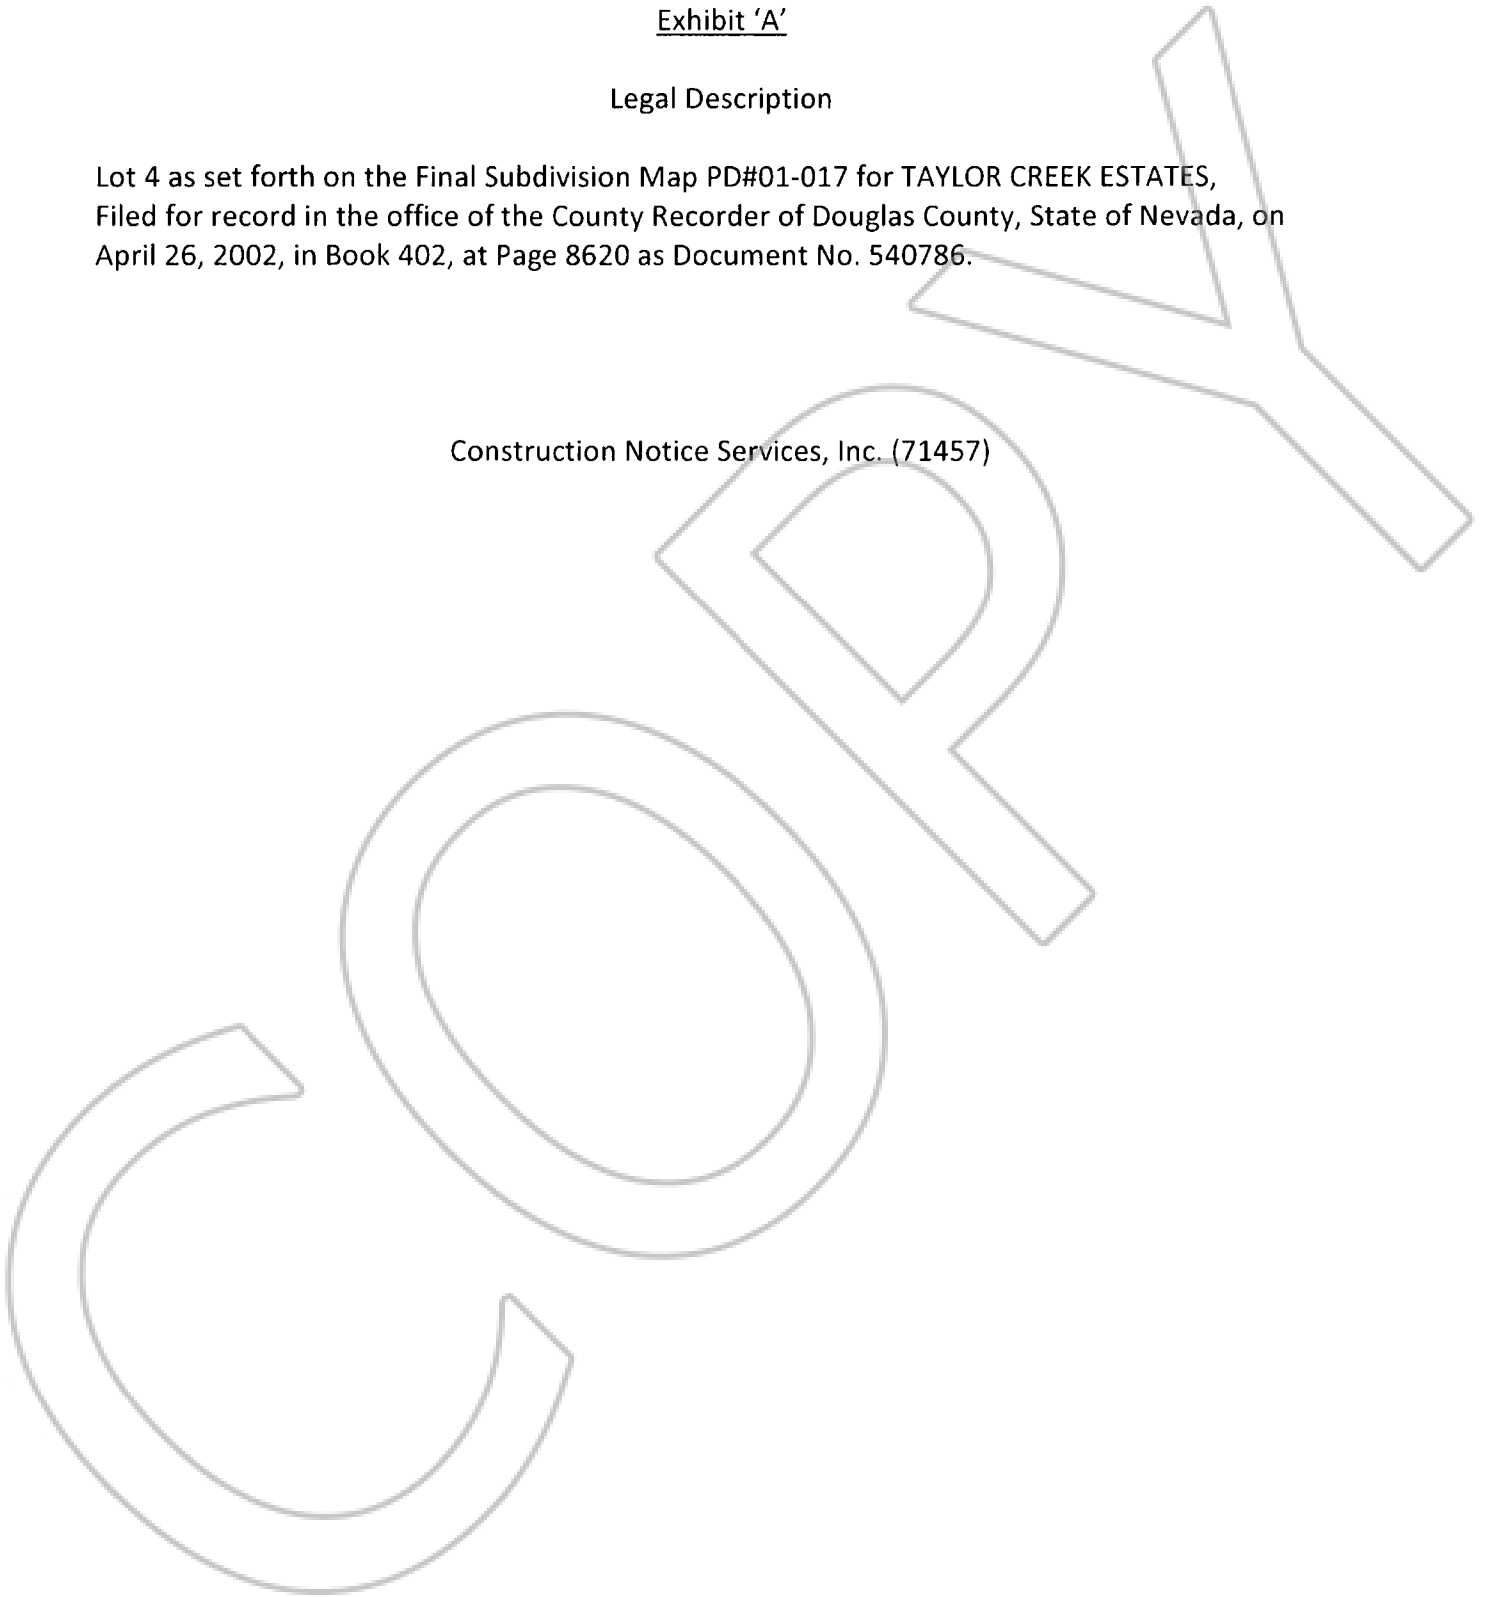 Exhibit ‘A’
Legal Description
Lot 4 as set forth on the Final Subdivision Map PD#01-017 for TAYLOR CREEK ESTATES,
Filed for record in the office of the County Recorder of Douglas County, State of Nevada, on
April 26, 2002, in Book 402, at Page 8620 as Document No. 540786.
Construction Notice Services, Inc. (71457)
COPY